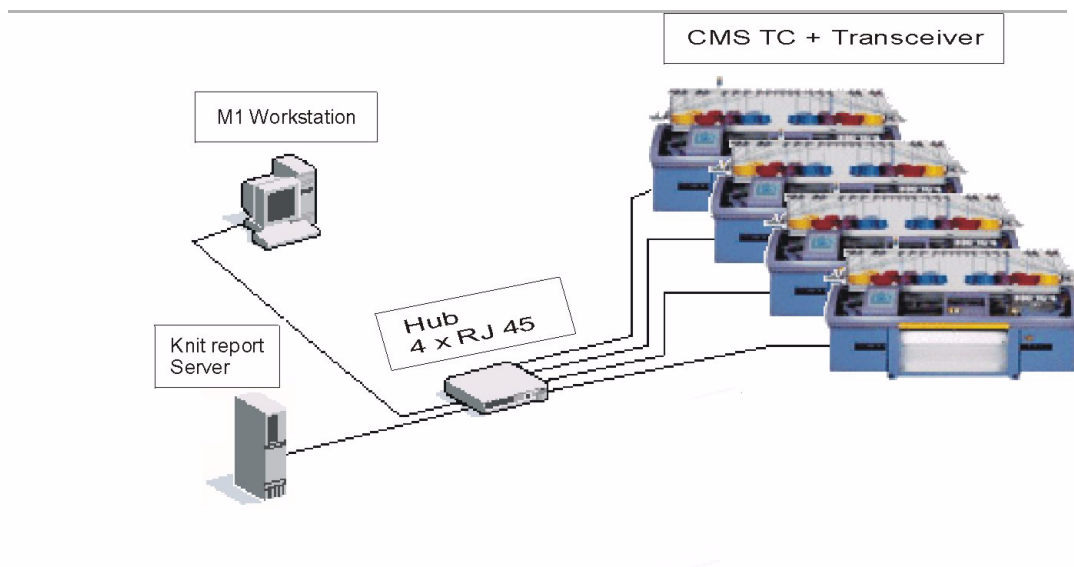 CMS TC + Transceiver
M1 Workstation
Hub
4 x RJ 45
Knit report
Server